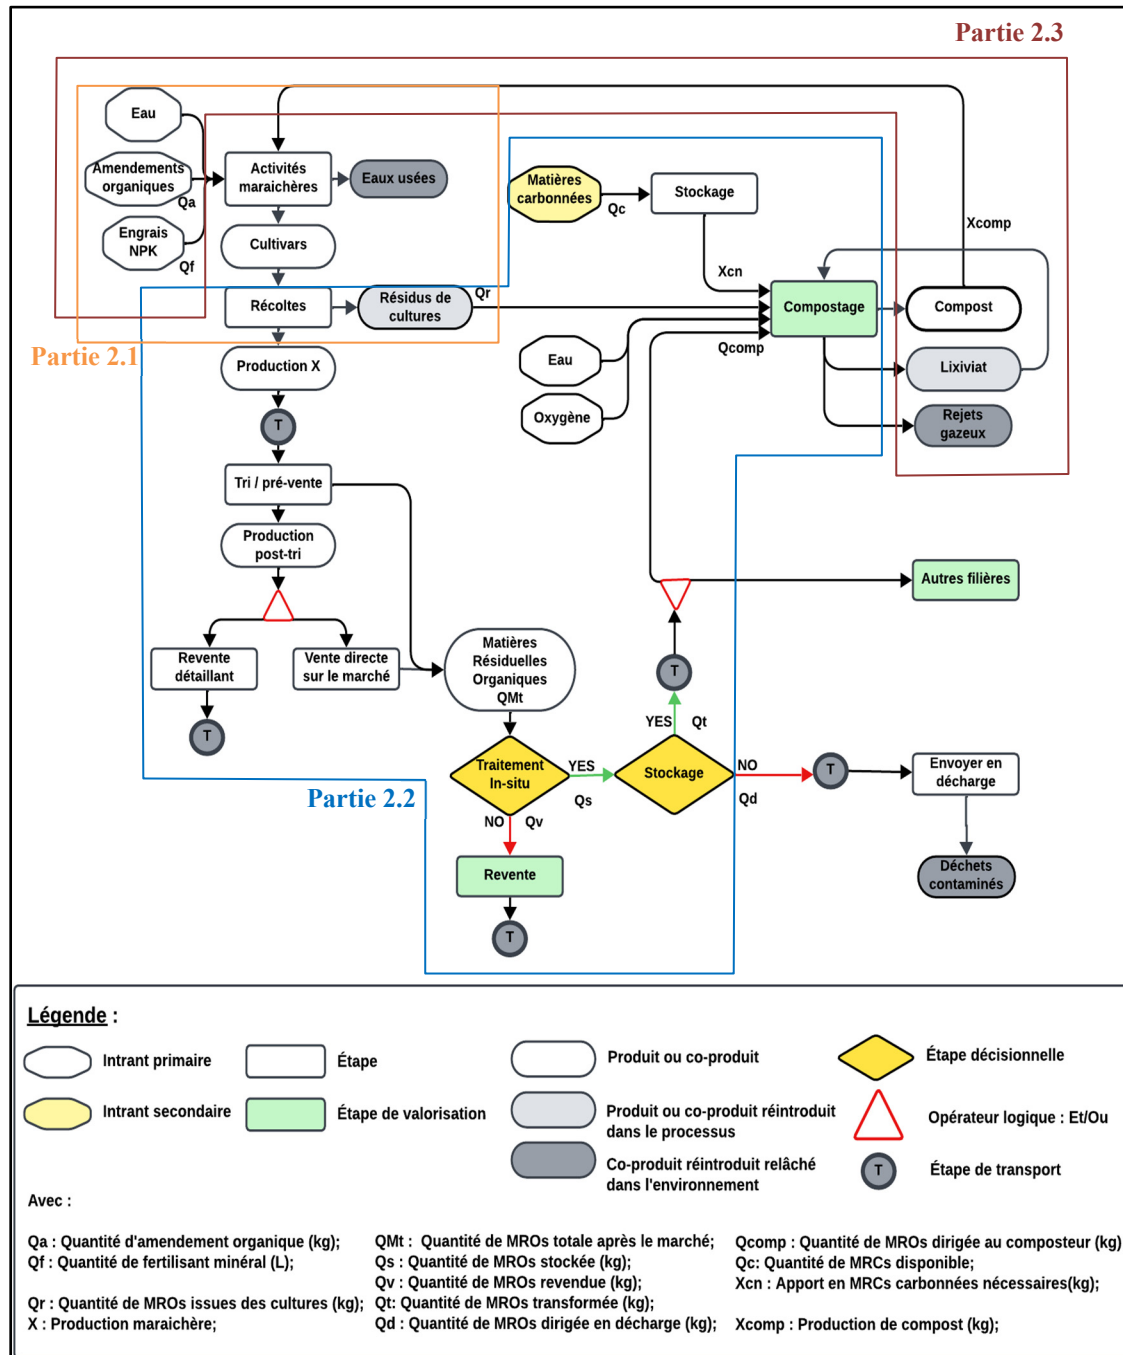 Partie 2.3
Eau
Amendements
organiques
Qa
Engrais
NPK
Qf
Activités
maraichères
Eaux usées
Cultivars
Récoltes
Résidus de
cultures
Qr
Partie 2.1
Production X
T
Tri / pré-vente
Production
post-tri
Revente
détaillant
T
Vente directe
sur le marché
Matières
carbonnées
Qc
Stockage
Xcn
Xcomp
Compostage
Compost
Eau
Qcomp
Oxygène
Lixiviat
Rejets
gazeux
Autres filières
Matières
Résiduelles
Organiques
QMt
T
YES
Qt
Traitement
In-situ
YES
Qs
Stockage
NO
Qd
T
Envoyer en
décharge
Partie 2.2
NO
Qv
Revente
T
Déchets
contaminés
Légende :
Intrant primaire
Étape
Produit ou co-produit
Étape décisionnelle
Intrant secondaire
Étape de valorisation
Produit ou co-produit réintroduit
dans le processus
Opérateur logique : Et/Ou
Co-produit réintroduit relâché
dans l'environnement
T
Étape de transport
Avec :
Qa : Quantité d'amendement organique (kg);
Qf : Quantité de fertilisant minéral (L);
Qr : Quantité de MROs issues des cultures (kg);
X : Production maraichère;
QMt : Quantité de MROs totale après le marché;
Qs : Quantité de MROs stockée (kg);
Qv : Quantité de MROs revendue (kg);
Qt: Quantité de MROs transformée (kg);
Qd : Quantité de MROs dirigée en décharge (kg);
Qcomp : Quantité de MROs dirigée au composteur (kg)
Qc: Quantité de MRCs disponible;
Xcn : Apport en MRCs carbonnées nécessaires(kg);
Xcomp : Production de compost (kg);